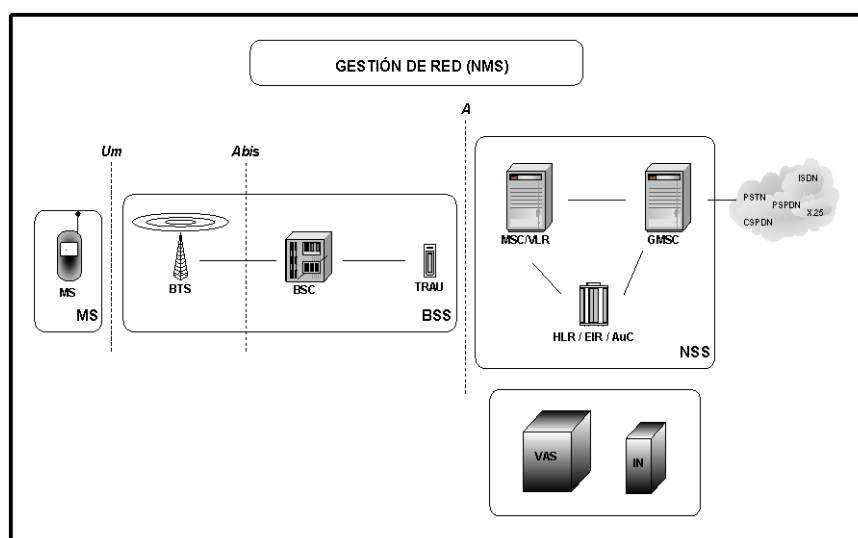 GESTIÓN DE RED (NMS)
A
Um
Abis
ISDN
PSTN
PSPDN
X25
CSPDN
MSC/VLR
GMSC
MS
BTS
BSC
TRAU
MS
BSS
HLR / EIR / AuC
NSS
VAS
IN